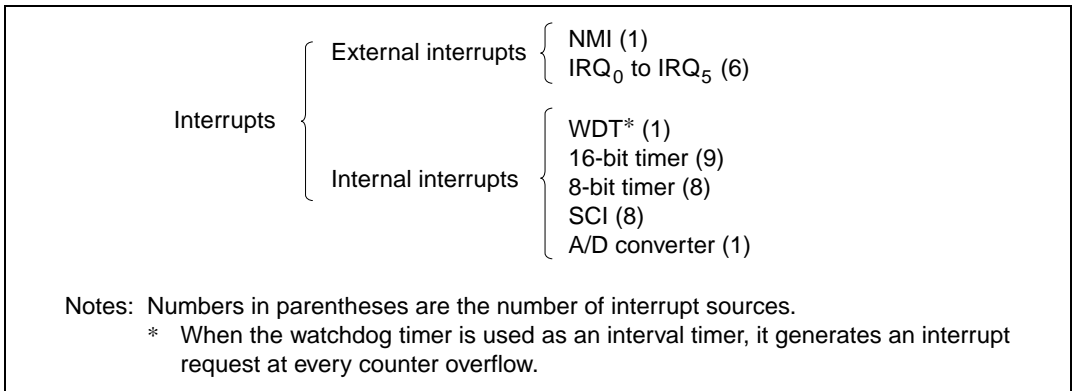 External interrupts
NMI (1)
IRQ0 to IRQ5 (6)
Interrupts
Internal interrupts
WDT* (1)
16-bit timer (9)
8-bit timer (8)
SCI (8)
A/D converter (1)
Notes: Numbers in parentheses are the number of interrupt sources.
* When the watchdog timer is used as an interval timer, it generates an interrupt
request at every counter overflow.